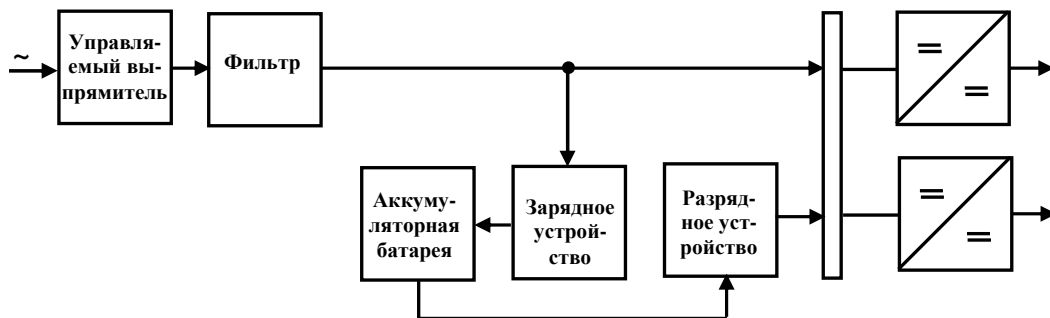 ~
Управля-
емый вы-
прямитель
Фильтр
=
=
Аккуму-
ляторная
батарея
Зарядное
устрой-
ство
Разряд-
ное уст-
ройство
=
=